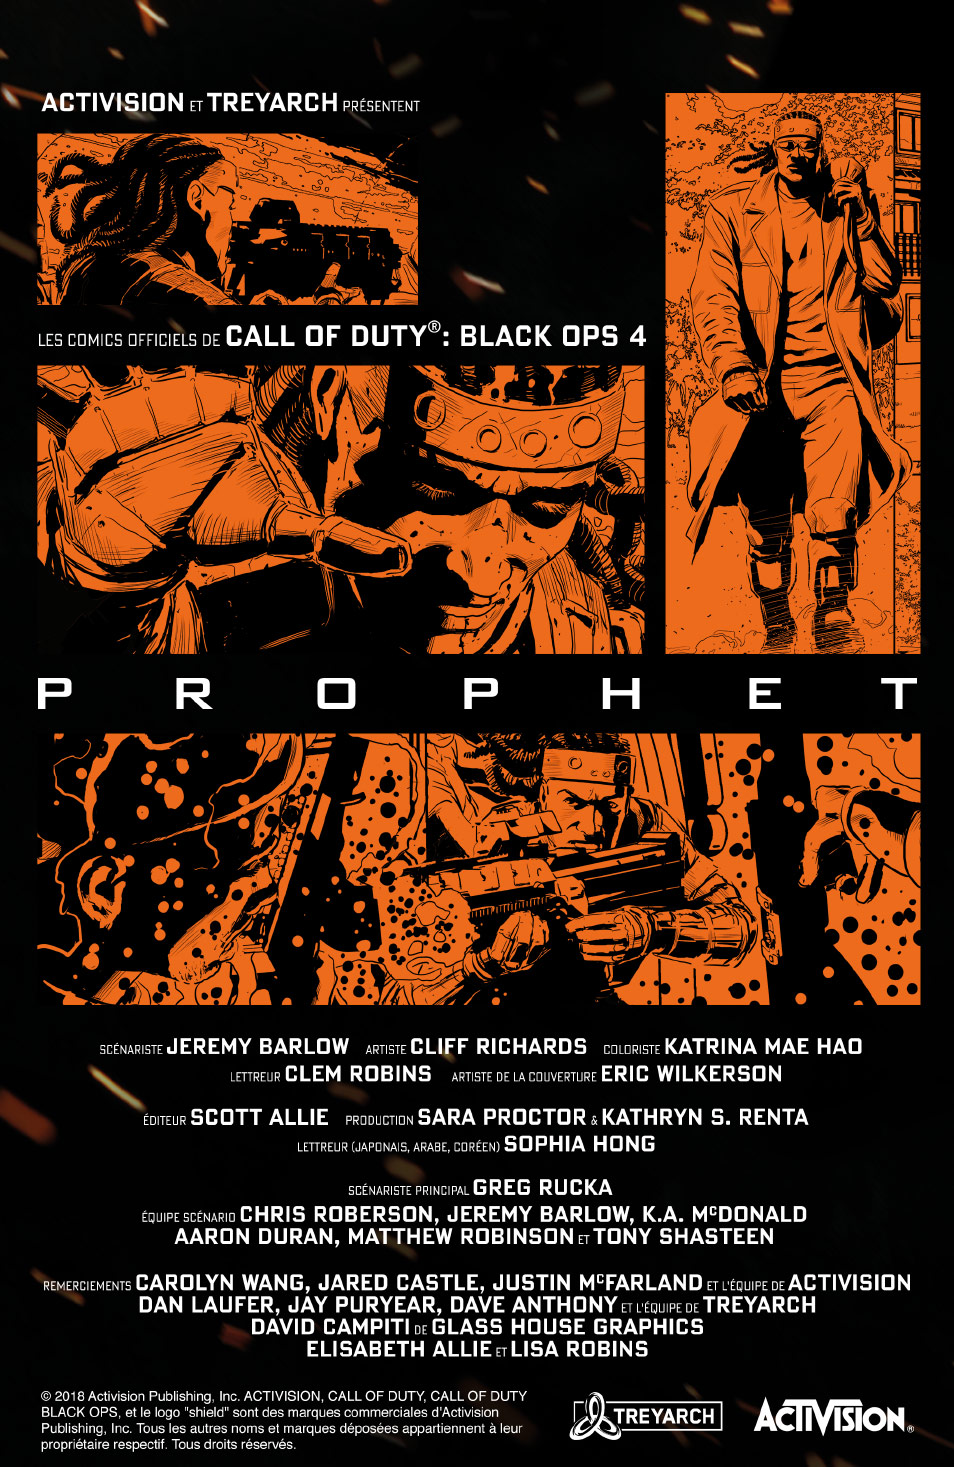 ACTIVISION ET TREYARCH PRÉSENTENT
LES COMICS OFFICIELS DE CALL OF DUTY®: BLACK OPS 4
PROPHET
SCÉNARISTE JEREMY BARLOW ARTISTE CLIFF RICHARDS COLORISTE KATRINA MAE HAO
LETTREUR CLEM ROBINS ARTISTE DE LA COUVERTURE ERIC WILKERSON
ÉDITEUR SCOTT ALLIE PRODUCTION SARA PROCTOR & KATHRYN S. RENTA
LETTREUR (JAPONAIS, ARABE, CORÉEN) SOPHIA HONG
SCÉNARISTE PRINCIPAL GREG RUCKA
ÉQUIPE SCÉNARIO CHRIS ROBERSON, JEREMY BARLOW, K.A. McDONALD
AARON DURAN, MATTHEW ROBINSON ET TONY SHASTEEN
REMERCIEMENTS CAROLYN WANG, JARED CASTLE, JUSTIN McFARLAND ET L'ÉQUIPE DE ACTIVISION
DAN LAUFER, JAY PURYEAR, DAVE ANTHONY ET L'ÉQUIPE DE TREYARCH
DAVID CAMPITI DE GLASS HOUSE GRAPHICS
ELISABETH ALLIE ET LISA ROBINS
© 2018 Activision Publishing, Inc. ACTIVISION, CALL OF DUTY, CALL OF DUTY
BLACK OPS, et le logo "shield" sont des marques commerciales d'Activision
Publishing, Inc. Tous les autres noms et marques déposées appartiennent à leur
propriétaire respectif. Tous droits réservés.
TREYARCH
ACTIVISION®